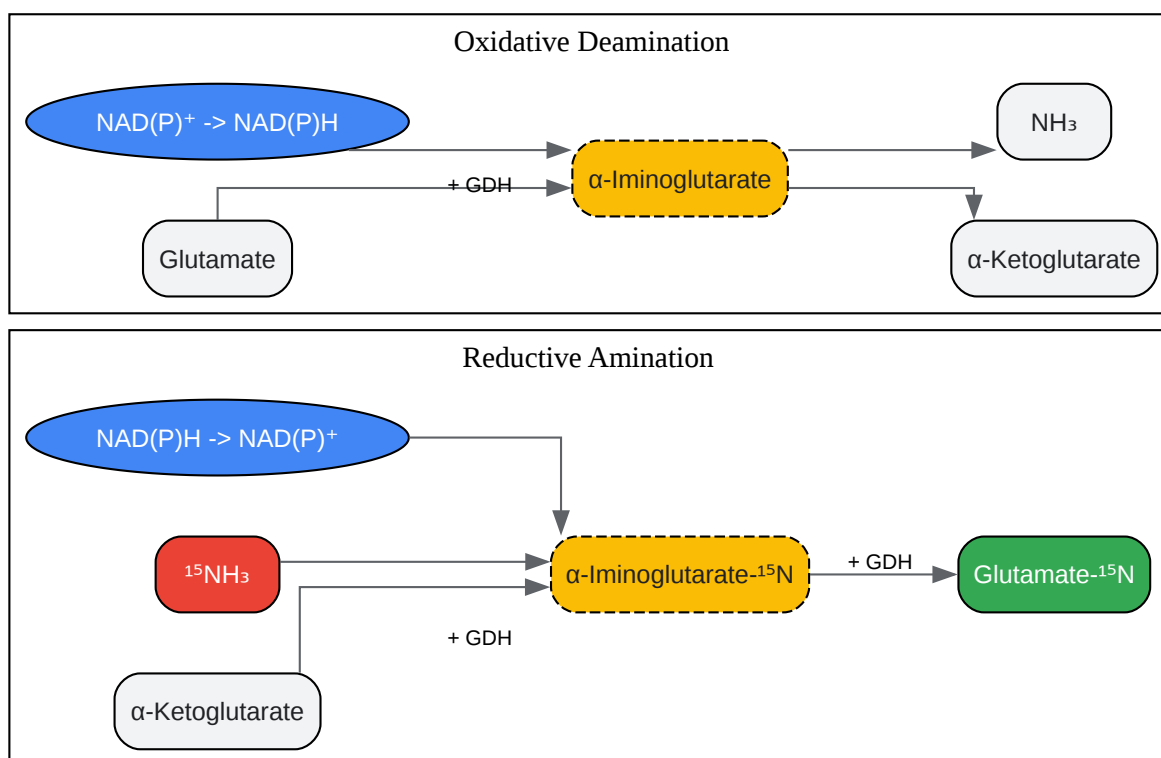 Oxidative Deamination
NAD(P)⁺ -> NAD(P)H
NH₃
α-Iminoglutarate
+ GDH
Glutamate
α-Ketoglutarate
Reductive Amination
NAD(P)H -> NAD(P)⁺
¹⁵NH₃
α-Iminoglutarate-¹⁵N
+ GDH
Glutamate-¹⁵N
+ GDH
α-Ketoglutarate